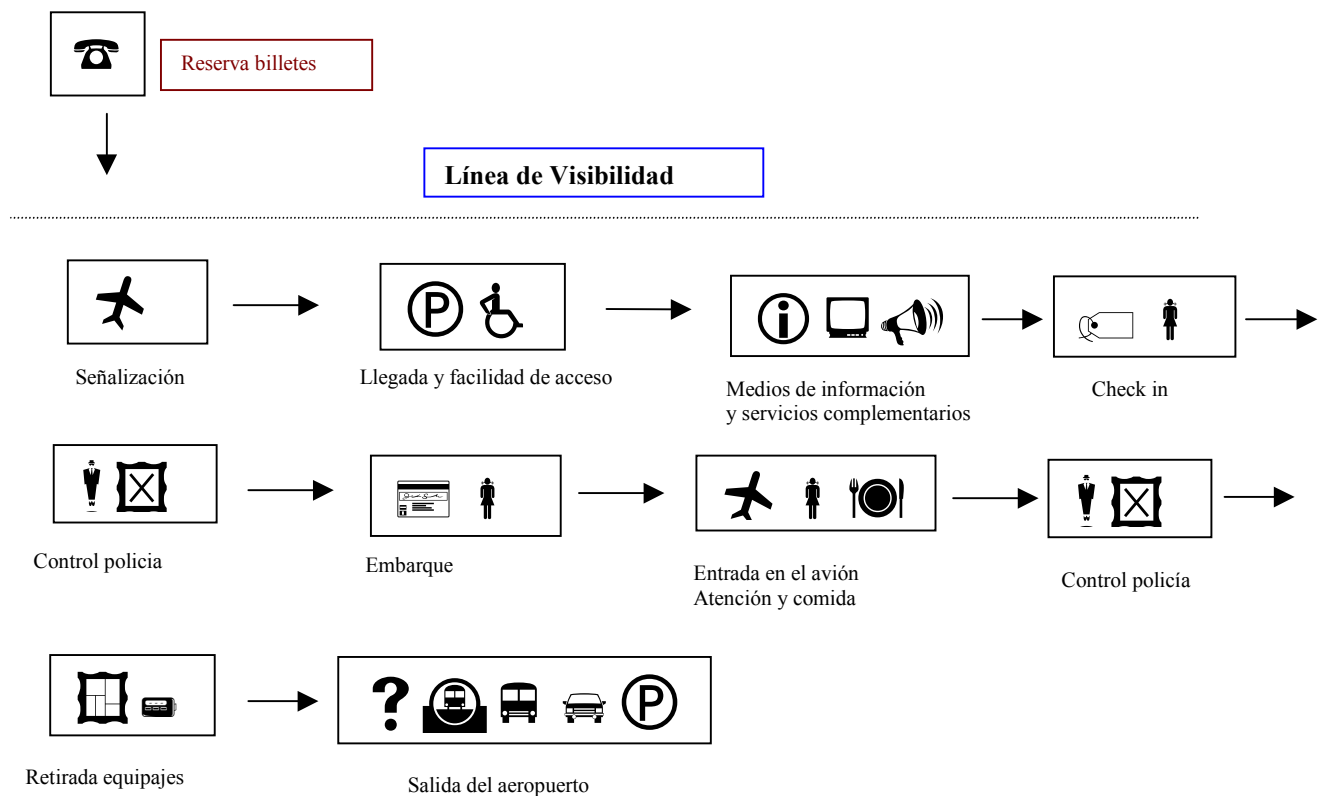 Reserva billetes
Línea de Visibilidad
Señalización
Llegada y facilidad de acceso
Medios de información
y servicios complementarios
Check in
Control policia
Embarque
Entrada en el avión
Atención y comida
Control policía
Retirada equipajes
Salida del aeropuerto